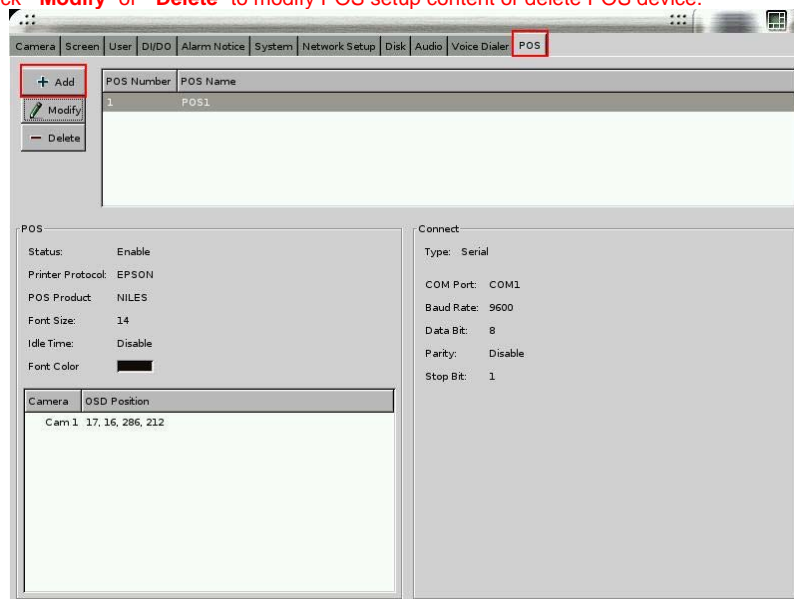 "Modify" or "Delete" to modify POS setup content or delete POS device.
Camera Screen User DI/DO Alarm Notice System Network Setup Disk Audio Voice Dialer POS
Add
Modify
Delete
POS Number POS Name
1 POS1
POS
Status: Enable
Printer Protocol: EPSON
POS Product NILES
Font Size: 14
Idle Time: Disable
Font Color
Camera OSD Position
Cam 1 17, 16, 286, 212
Connect
Type: Serial
COM Port: COM1
Baud Rate: 9600
Data Bit: 8
Parity: Disable
Stop Bit: 1